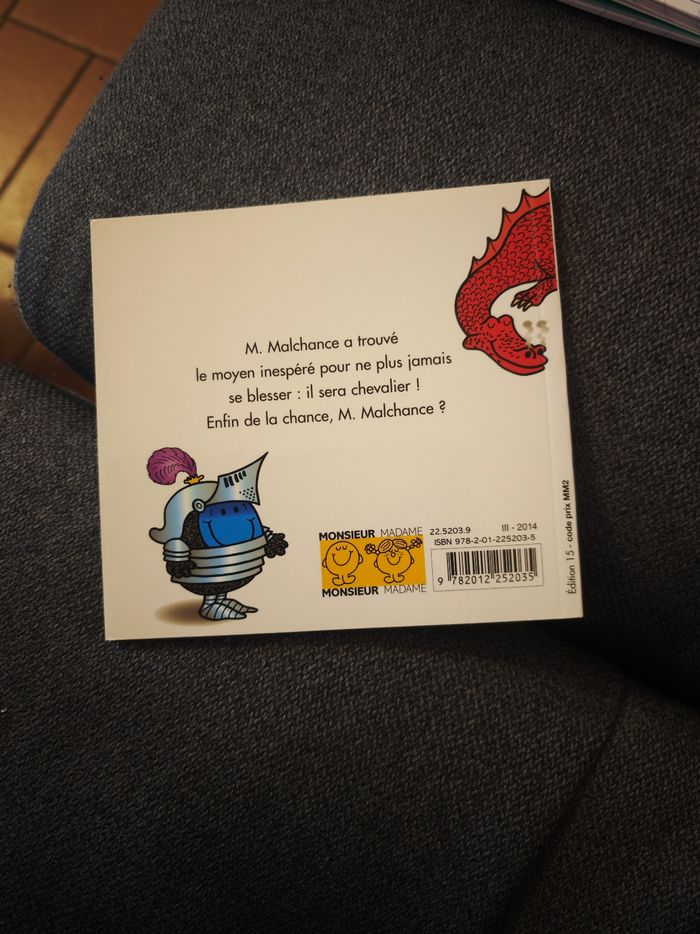 M. Malchance a trouvé
le moyen inespéré pour ne plus jamais
se blesser : il sera chevalier !
Enfin de la chance, M. Malchance ?
MONSIEUR MADAME
MONSIEUR MADAME
22.5203.9
III - 2014
ISBN 978-2-01-225203-5
9 782012 252035
Édition 15 - code prix MM2